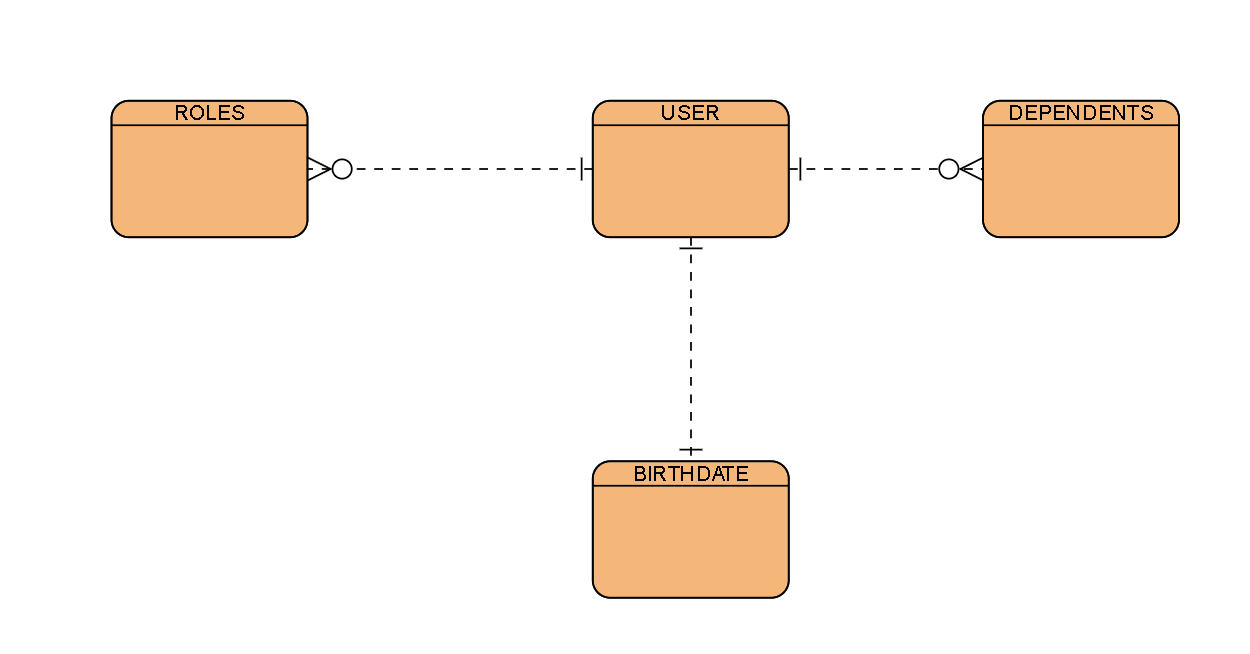 ROLES
USER
DEPENDENTS
BIRTHDATE